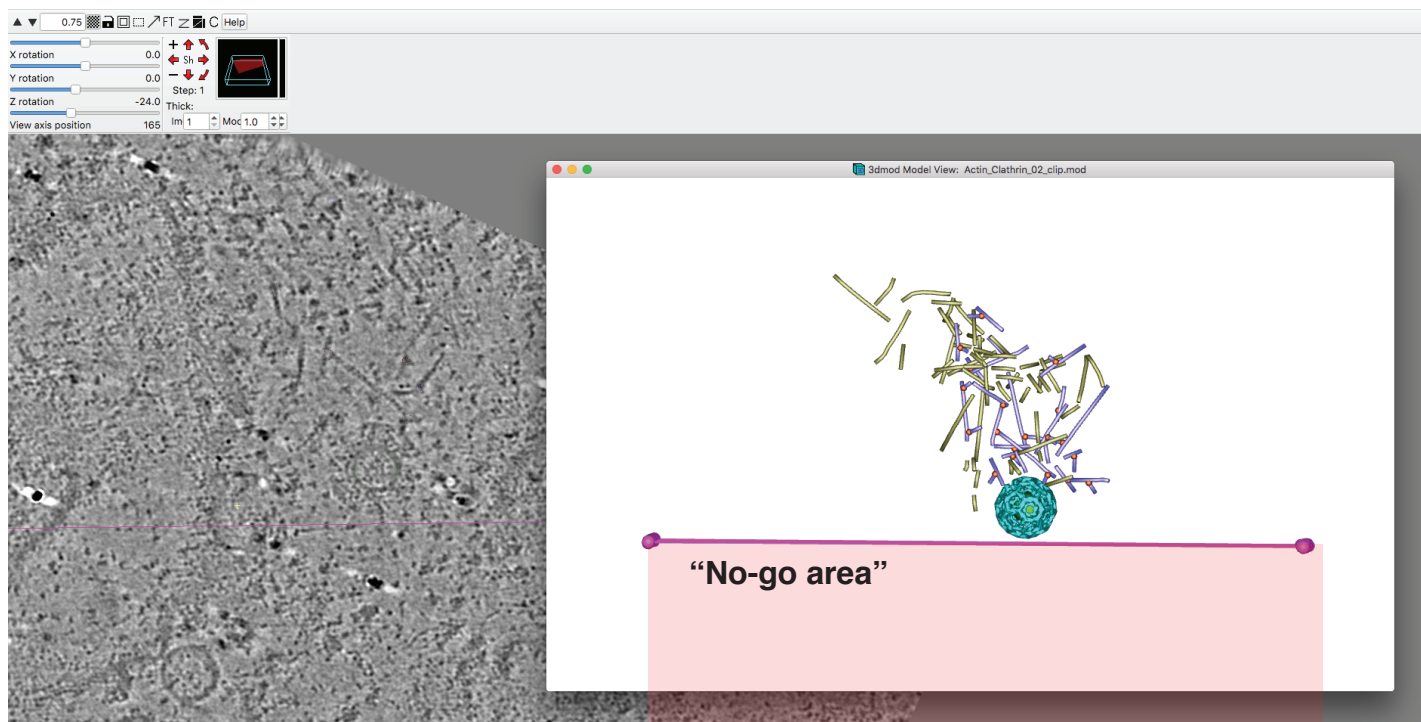 0.75 FT Z C Help
X rotation 0.0
Y rotation 0.0
Z rotation -24.0
View axis position 165
+ Sh −
Step: 1
Thick:
Im 1 Moc 1.0
3dmod Model View: Actin_Clathrin_02_clip.mod
“No-go area”